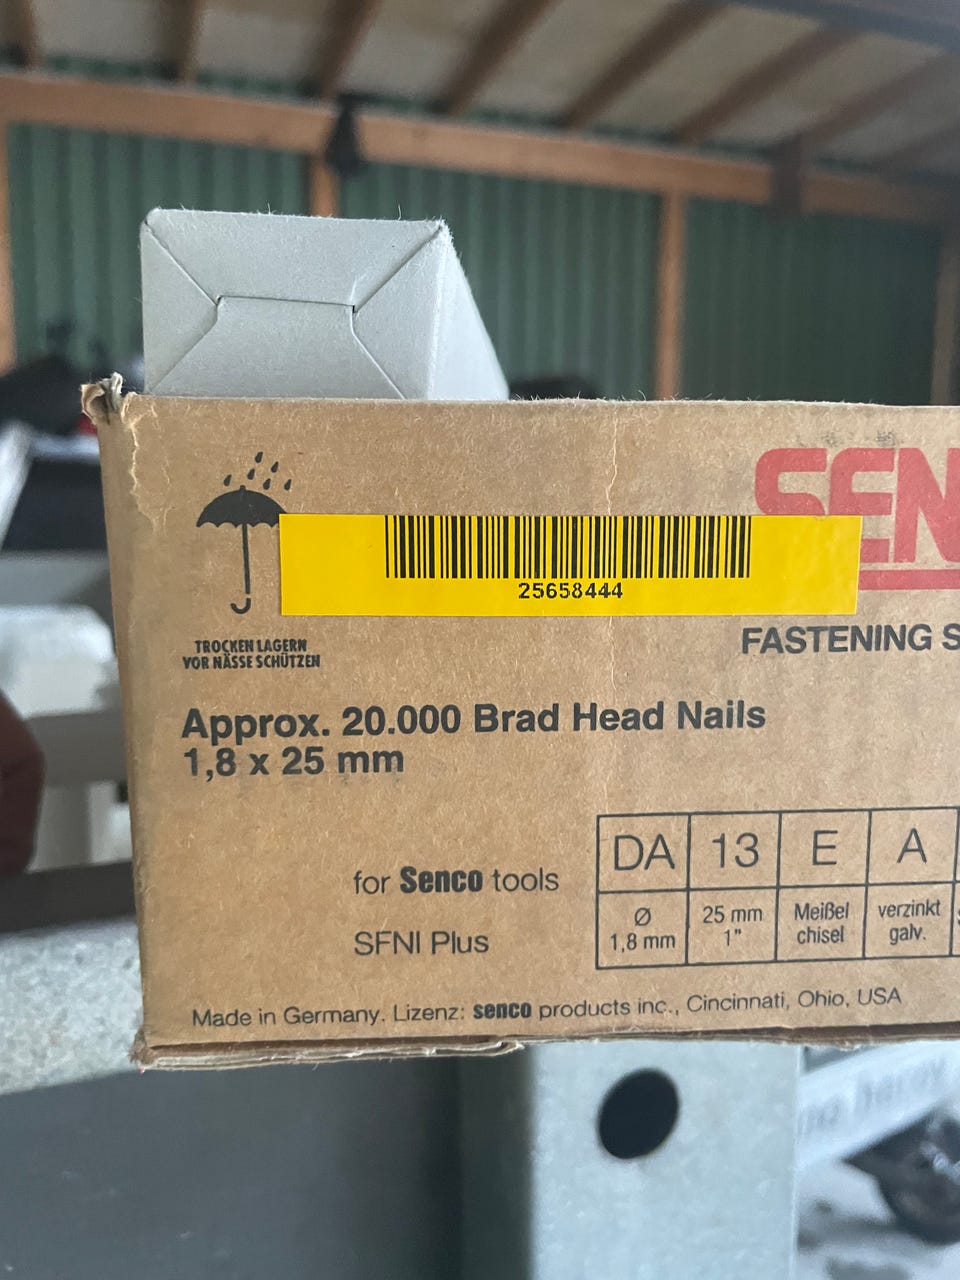 SEN
25658444
FASTENING S
TROCKEN LAGERN
VOR NÄSSE SCHÜTZEN
Approx. 20.000 Brad Head Nails
1,8 x 25 mm
for Senco tools
SFNI Plus
DA 13 E A
Ø 1,8 mm
25 mm 1"
Meißel chisel
verzinkt galv.
Made in Germany. Lizenz: senco products inc., Cincinnati, Ohio, USA